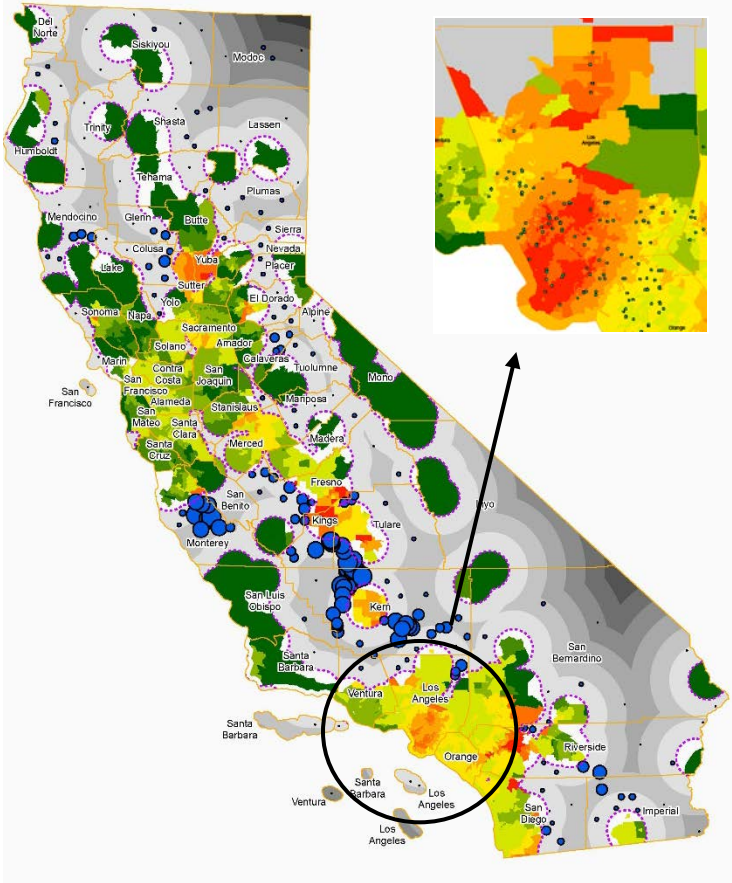 Del
Norte
Siskiyou
Modoc
Trinity
Shasta
Lassen
Humboldt
Tehama
Plumas
Mendocino
Glenn
Butte
Sierra
Colusa
Nevada
Yuba
Placer
Lake
Sutter
Yolo
El Dorado
Sonoma
Napa
Alpine
Sacramento
Solano
Amador
Marin
Calaveras
Contra
Costa
San
Joaquin
Tuolumne
San
Francisco
San
Francisco
Mono
Alameda
Stanislaus
Mariposa
San
Mateo
Santa
Clara
Merced
Madera
Santa
Cruz
Fresno
San
Benito
Inyo
Kings
Tulare
Monterey
San Luis
Obispo
Kern
Santa
Barbara
San
Bernardino
Ventura
Los
Angeles
Santa
Barbara
Orange
Riverside
Santa
Barbara
Ventura
Los
Angeles
Los
Angeles
San
Diego
Imperial
Los
Angeles
Orange